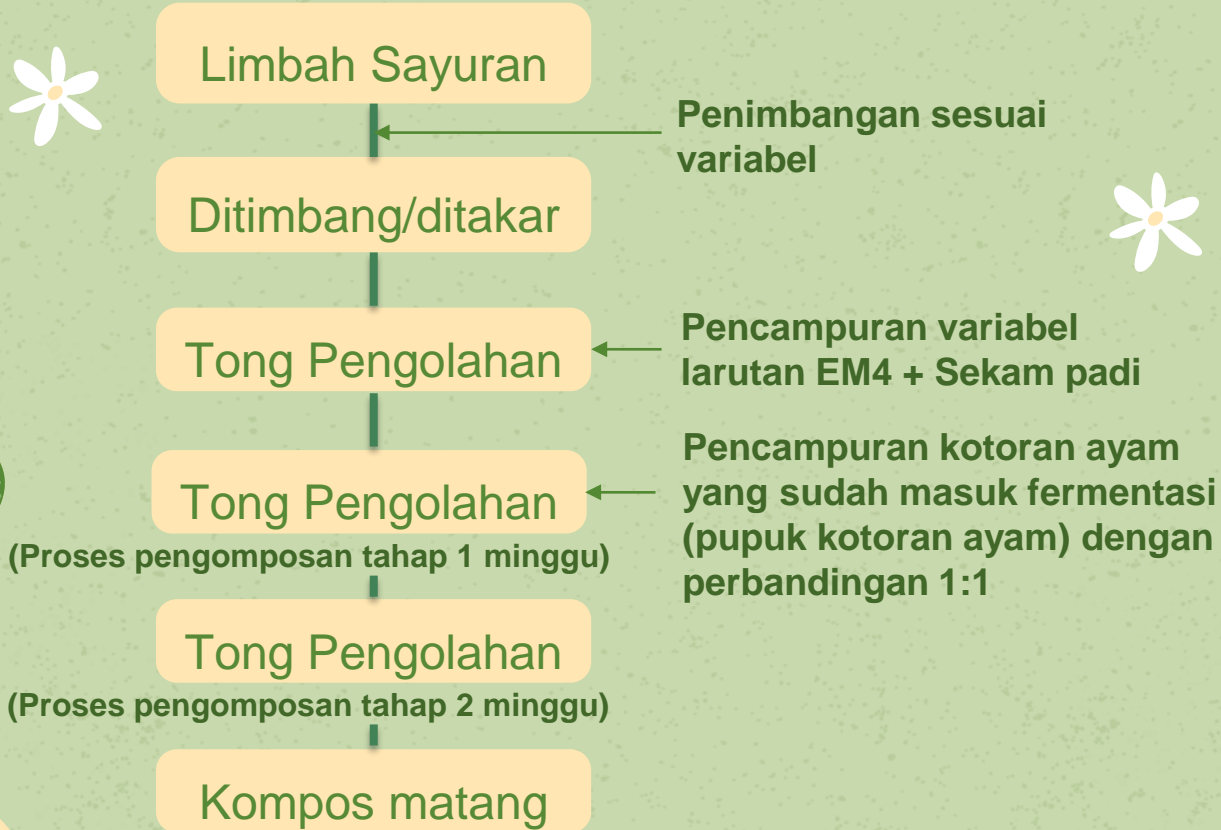 Limbah Sayuran
Penimbangan sesuai
variabel
Ditimbang/ditakar
Tong Pengolahan
Pencampuran variabel
larutan EM4 + Sekam padi
Tong Pengolahan
(Proses pengomposan tahap 1 minggu)
Pencampuran kotoran ayam
yang sudah masuk fermentasi
(pupuk kotoran ayam) dengan
perbandingan 1:1
Tong Pengolahan
(Proses pengomposan tahap 2 minggu)
Kompos matang